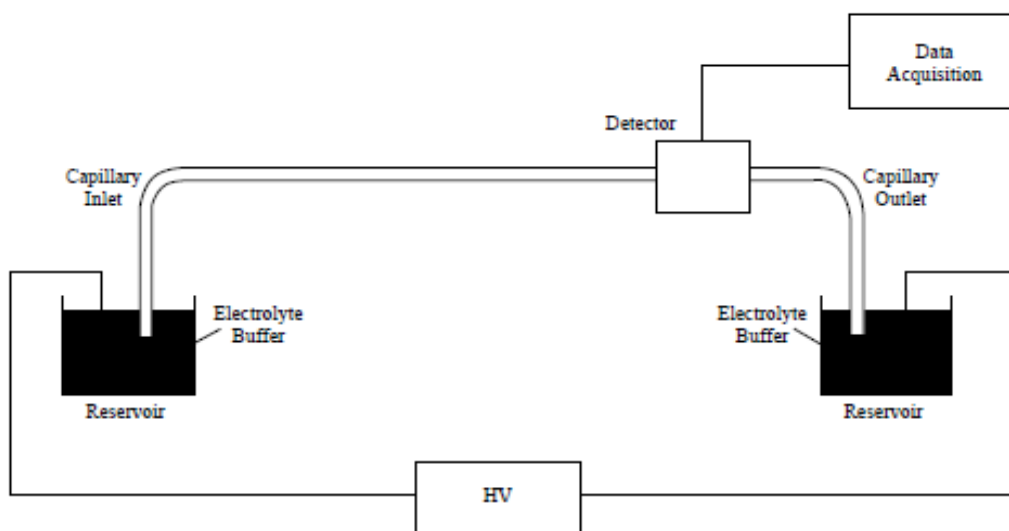 Data
Acquisition
Detector
Capillary
Inlet
Capillary
Outlet
Electrolyte
Buffer
Electrolyte
Buffer
Reservoir
Reservoir
HV